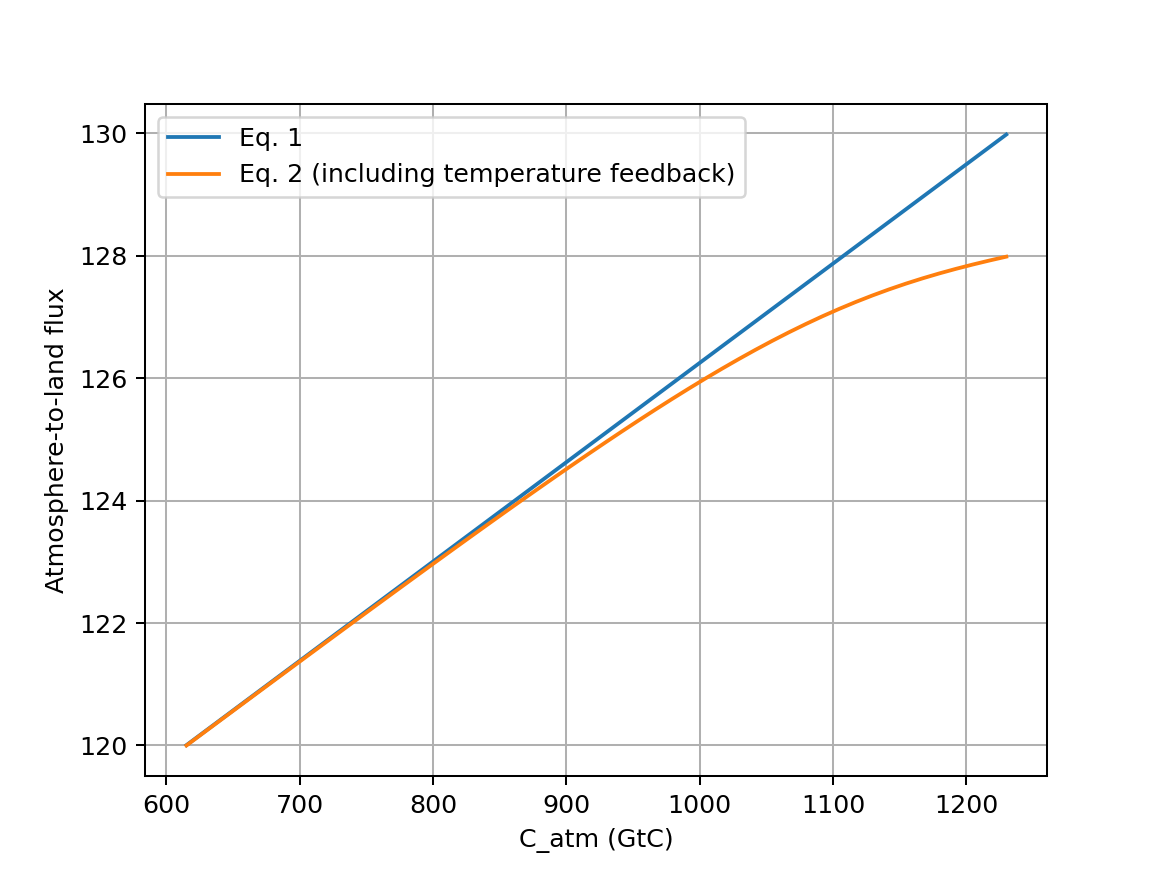 Eq. 1
Eq. 2 (including temperature feedback)
130
128
126
124
122
120
Atmosphere-to-land flux
600 700 800 900 1000 1100 1200
C_atm (GtC)